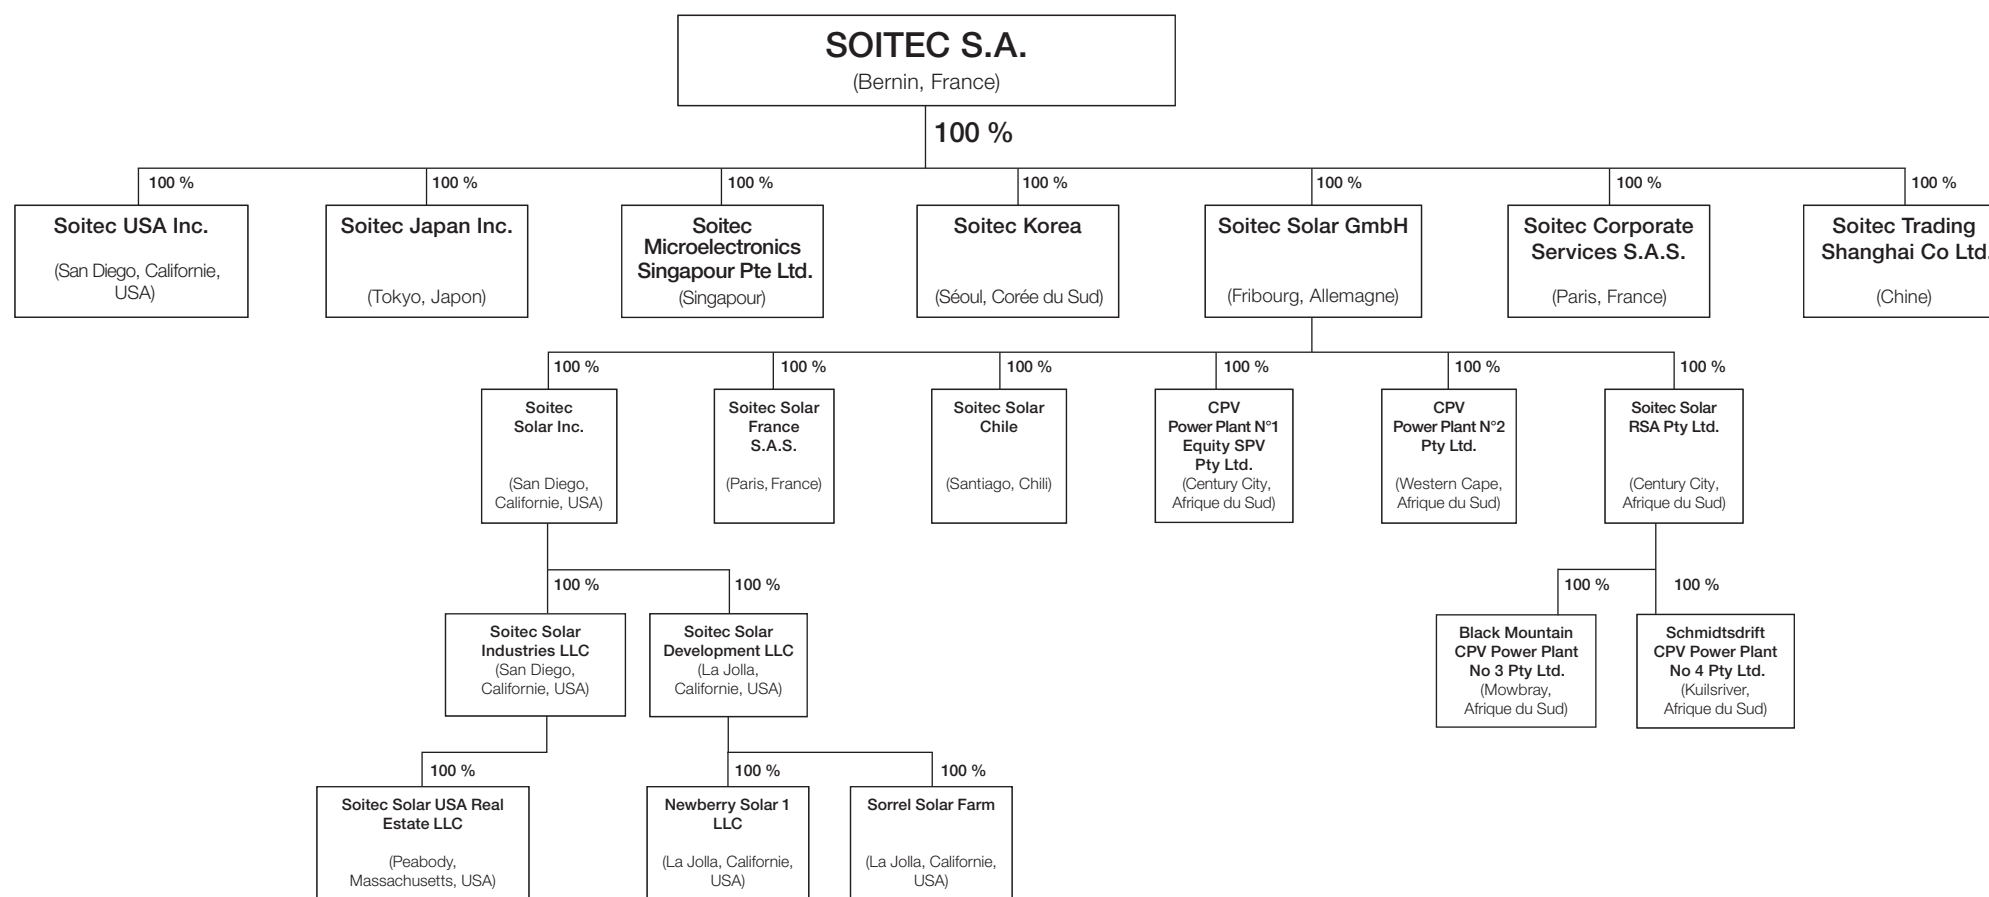 SOITEC S.A.
(Bernin, France)
100 %
100 %
100 %
100 %
100 %
100 %
100 %
100 %
Soitec USA Inc.
(San Diego, Californie,
USA)
Soitec Japan Inc.
(Tokyo, Japon)
Soitec
Microelectronics
Singapour Pte Ltd.
(Singapour)
Soitec Korea
(Séoul, Corée du Sud)
Soitec Solar GmbH
(Fribourg, Allemagne)
Soitec Corporate
Services S.A.S.
(Paris, France)
Soitec Trading
Shanghai Co Ltd.
(Chine)
100 %
100 %
100 %
100 %
100 %
100 %
Soitec
Solar Inc.
(San Diego,
Californie, USA)
Soitec Solar
France
S.A.S.
(Paris, France)
Soitec Solar
Chile
(Santiago, Chili)
CPV
Power Plant N°1
Equity SPV
Pty Ltd.
(Century City,
Afrique du Sud)
CPV
Power Plant N°2
Pty Ltd.
(Western Cape,
Afrique du Sud)
Soitec Solar
RSA Pty Ltd.
(Century City,
Afrique du Sud)
100 %
100 %
100 %
100 %
Soitec Solar
Industries LLC
(San Diego,
Californie, USA)
Soitec Solar
Development LLC
(La Jolla,
Californie, USA)
Black Mountain
CPV Power Plant
No 3 Pty Ltd.
(Mowbray,
Afrique du Sud)
Schmidtsdrift
CPV Power Plant
No 4 Pty Ltd.
(Kuilsriver,
Afrique du Sud)
100 %
100 %
100 %
Soitec Solar USA Real
Estate LLC
(Peabody,
Massachusetts, USA)
Newberry Solar 1
LLC
(La Jolla, Californie,
USA)
Sorrel Solar Farm
(La Jolla, Californie,
USA)